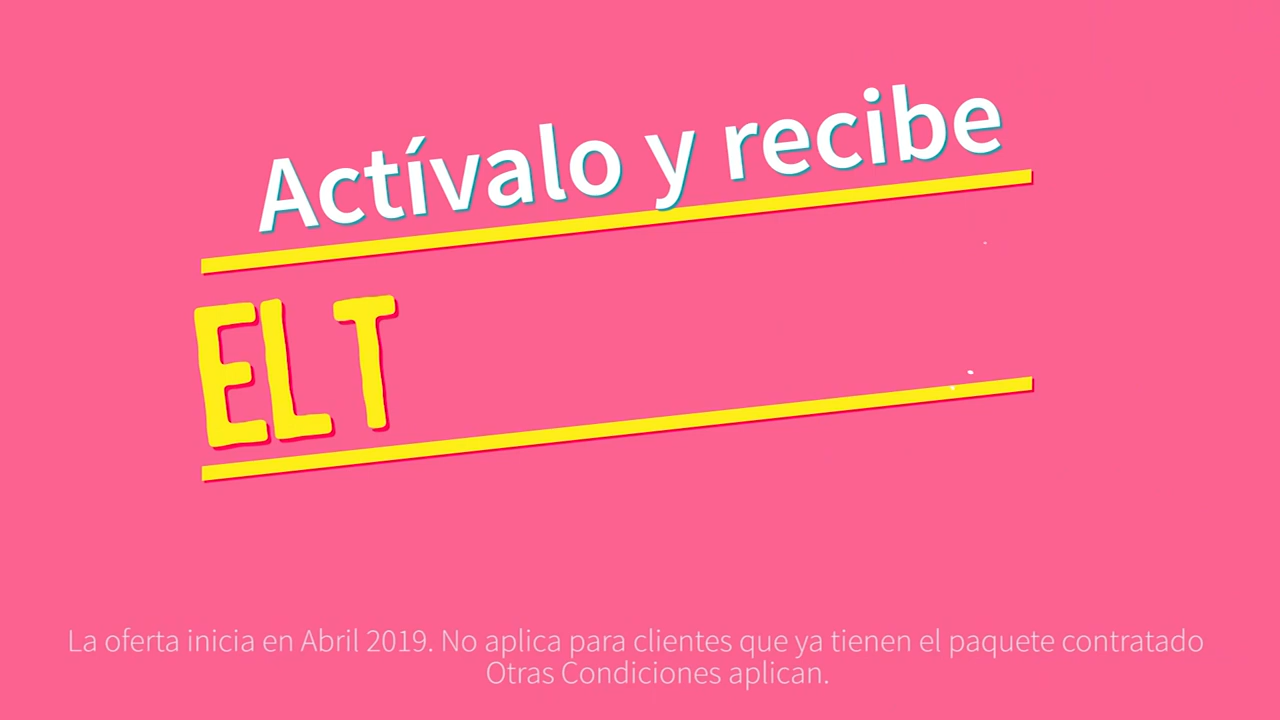 Actívalo y recibe
EL T
La oferta inicia en Abril 2019. No aplica para clientes que ya tienen el paquete contratado
Otras Condiciones aplican.